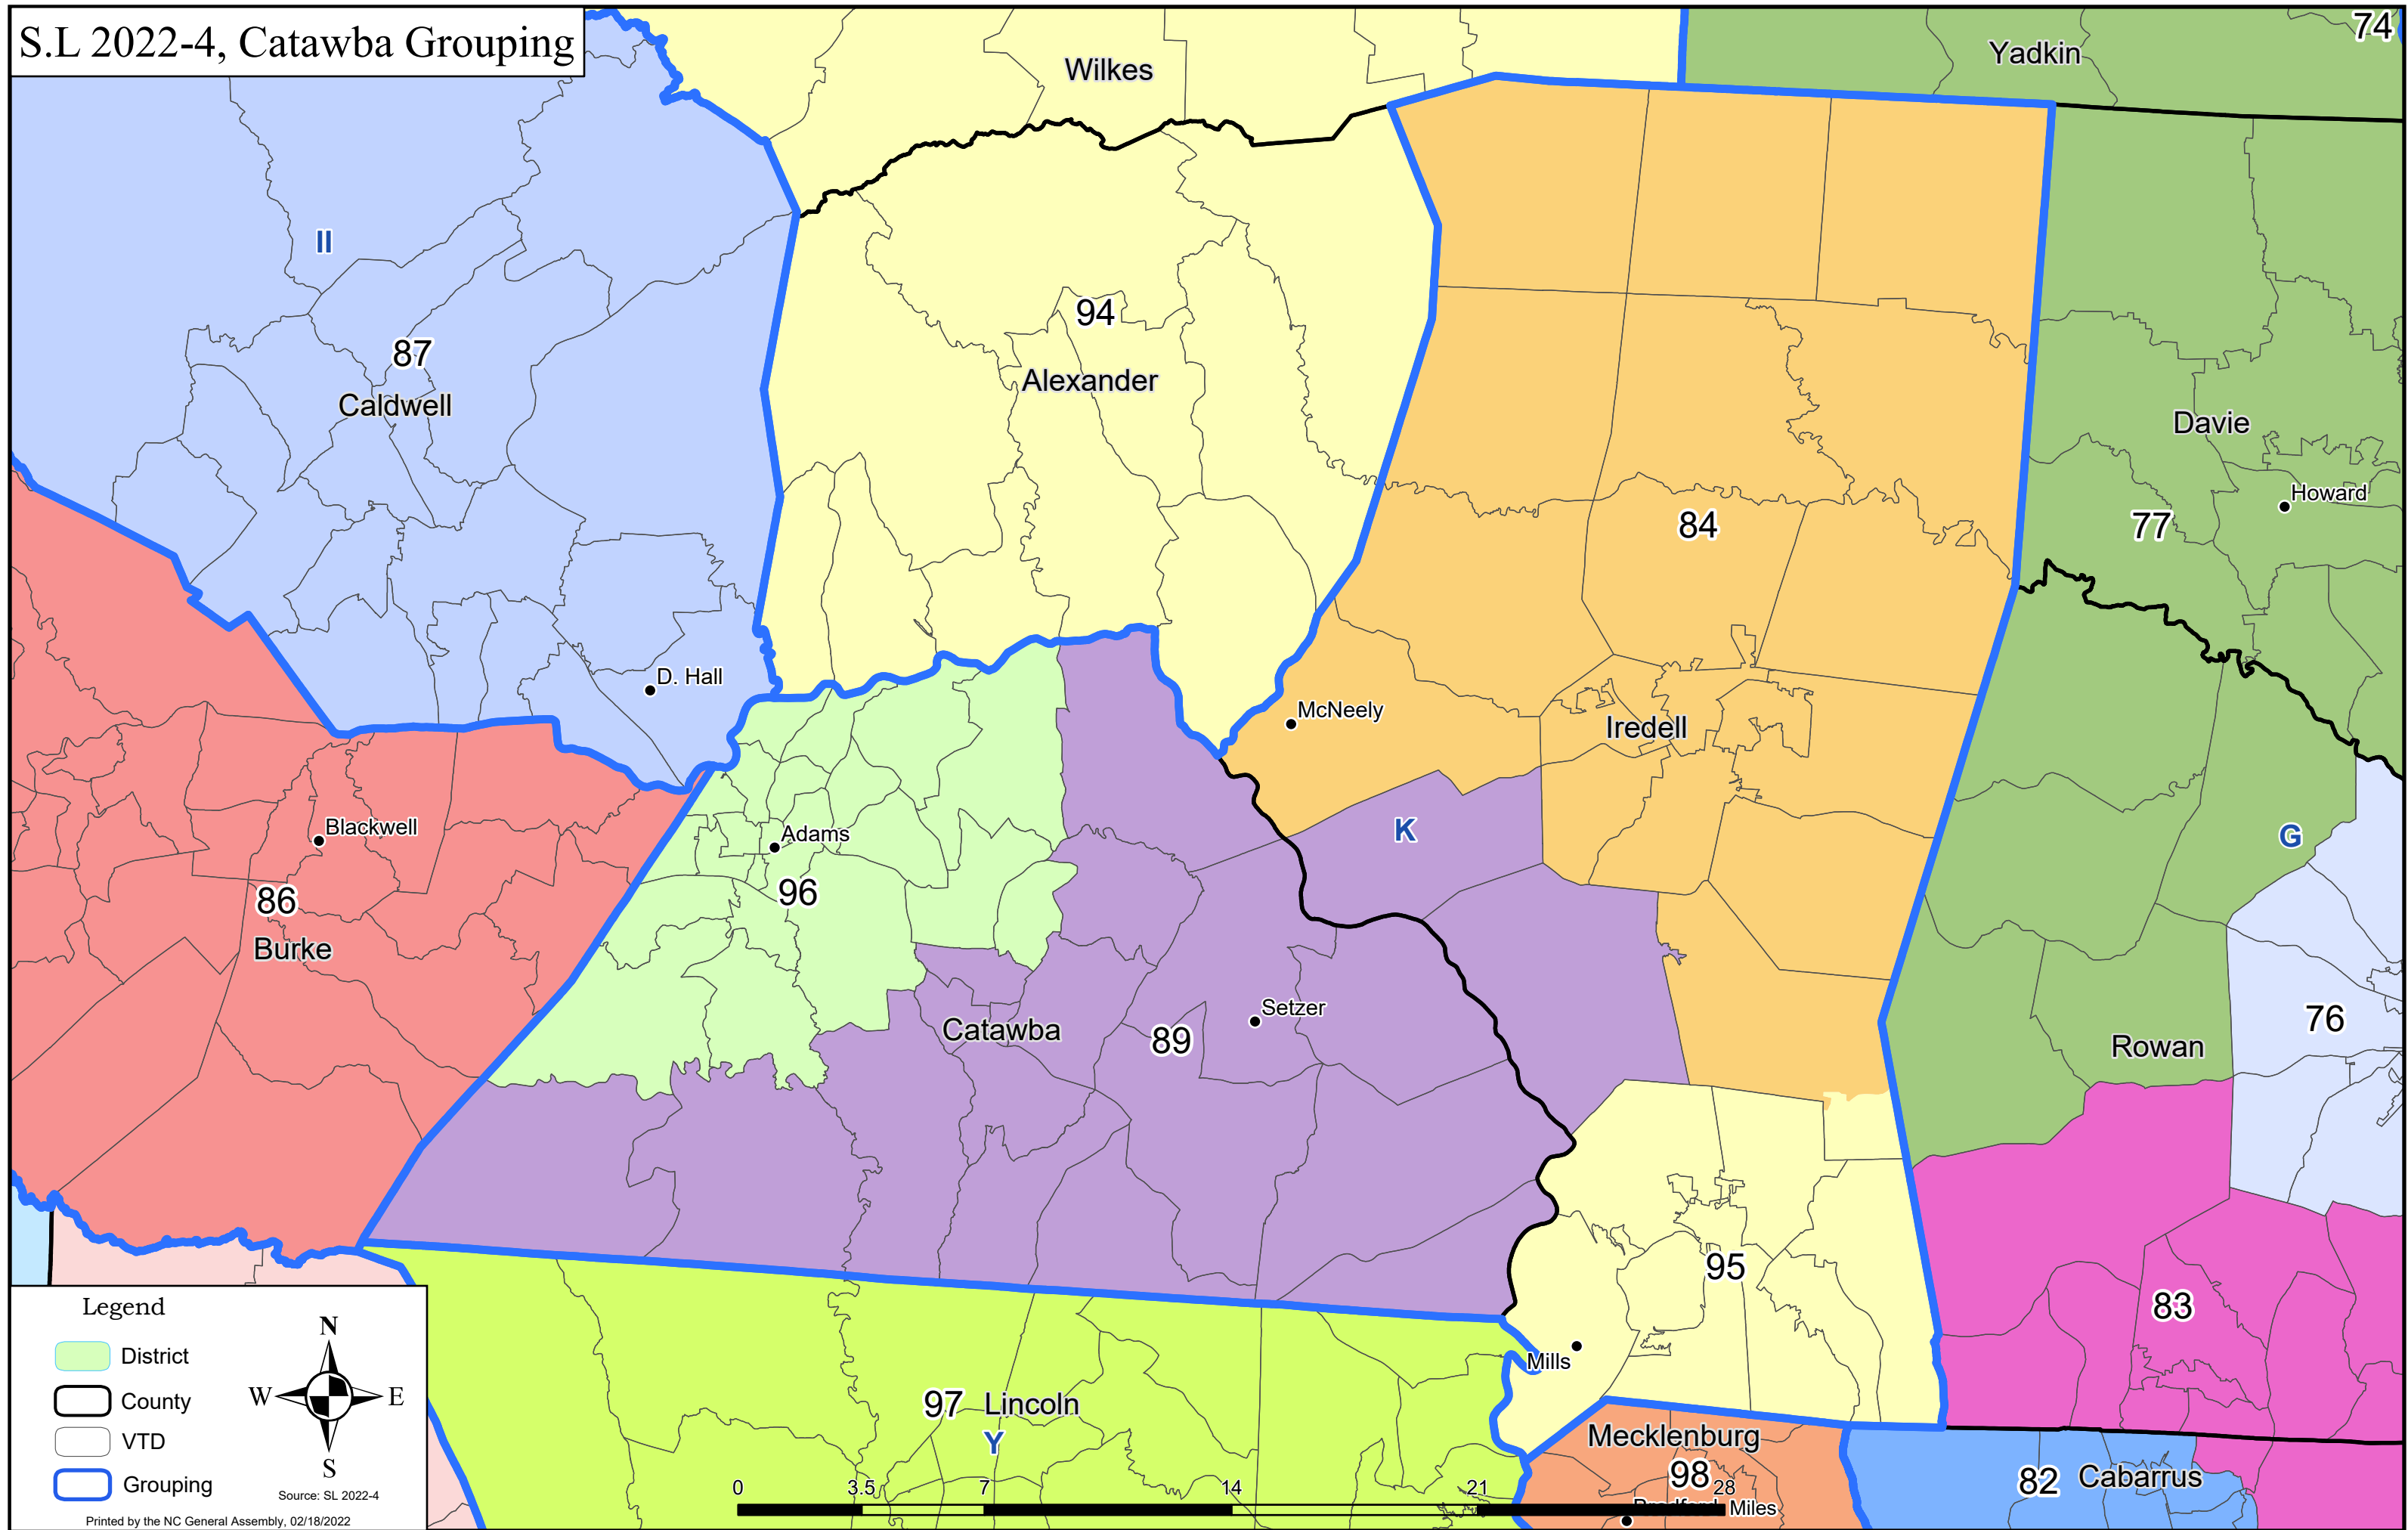 S.L 2022-4, Catawba Grouping
74
Yadkin
Wilkes
II
94
87
Alexander
Caldwell
Davie
Howard
84
77
D. Hall
McNeely
Iredell
Blackwell
Adams
K
G
86
96
Burke
Setzer
Catawba
89
76
Rowan
95
83
Mills
97 Lincoln
Y
Mecklenburg
98
82 Cabarrus
Bradford
0 3.5 7 14 21 28
Miles
Legend
District
County
VTD
Grouping
N
W E
S
Source: SL 2022-4
Printed by the NC General Assembly, 02/18/2022